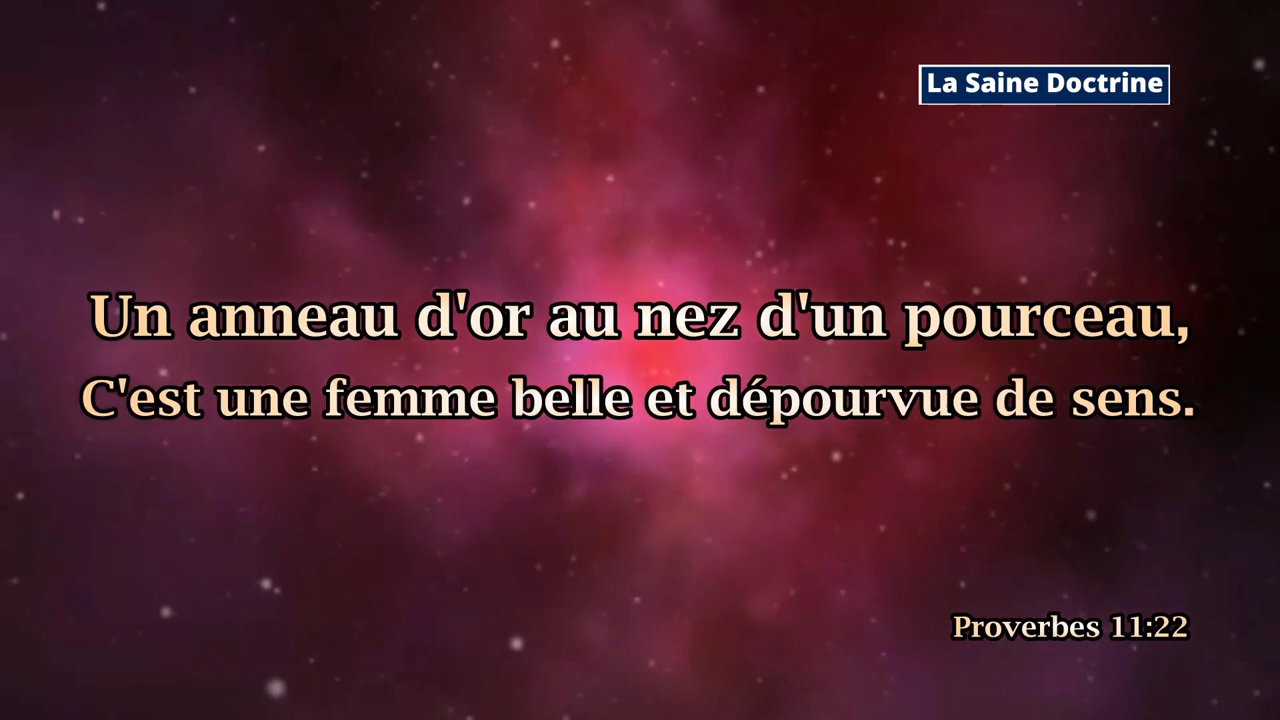 La Saine Doctrine
Un anneau d'or au nez d'un pourceau,
C'est une femme belle et dépourvue de sens.
Proverbes 11:22